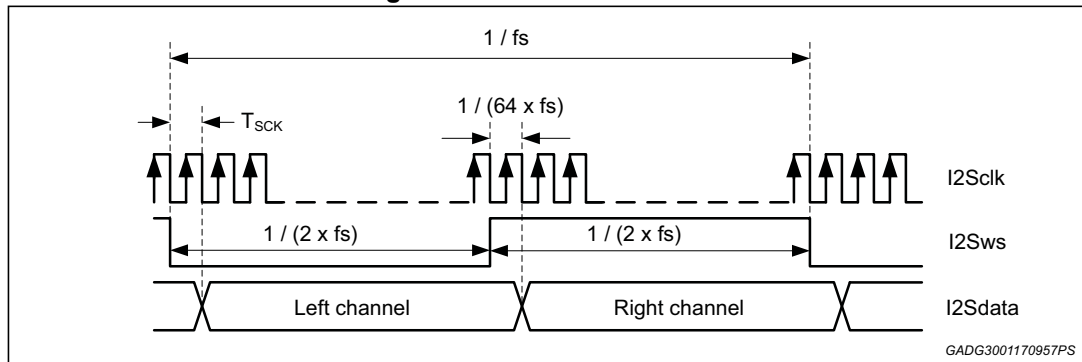 1 / fs
1 / (64 x fs)
TSCK
I2Sclk
1 / (2 x fs)
1 / (2 x fs)
I2Sws
Left channel
Right channel
I2Sdata
GADG3001170957PS